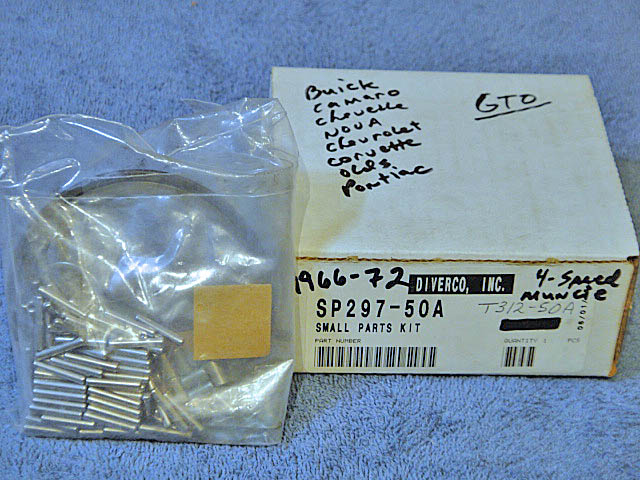 Buick
Camaro
Chevelle
NOVA
Chevrolet
Corvette
Olds
Pontiac
GTO
1966-72
DIVERCO, INC.
4-Speed
Muncie
SP297-50A
T312-50A
SMALL PARTS KIT
PART NUMBER
QUANTITY 1 PCS